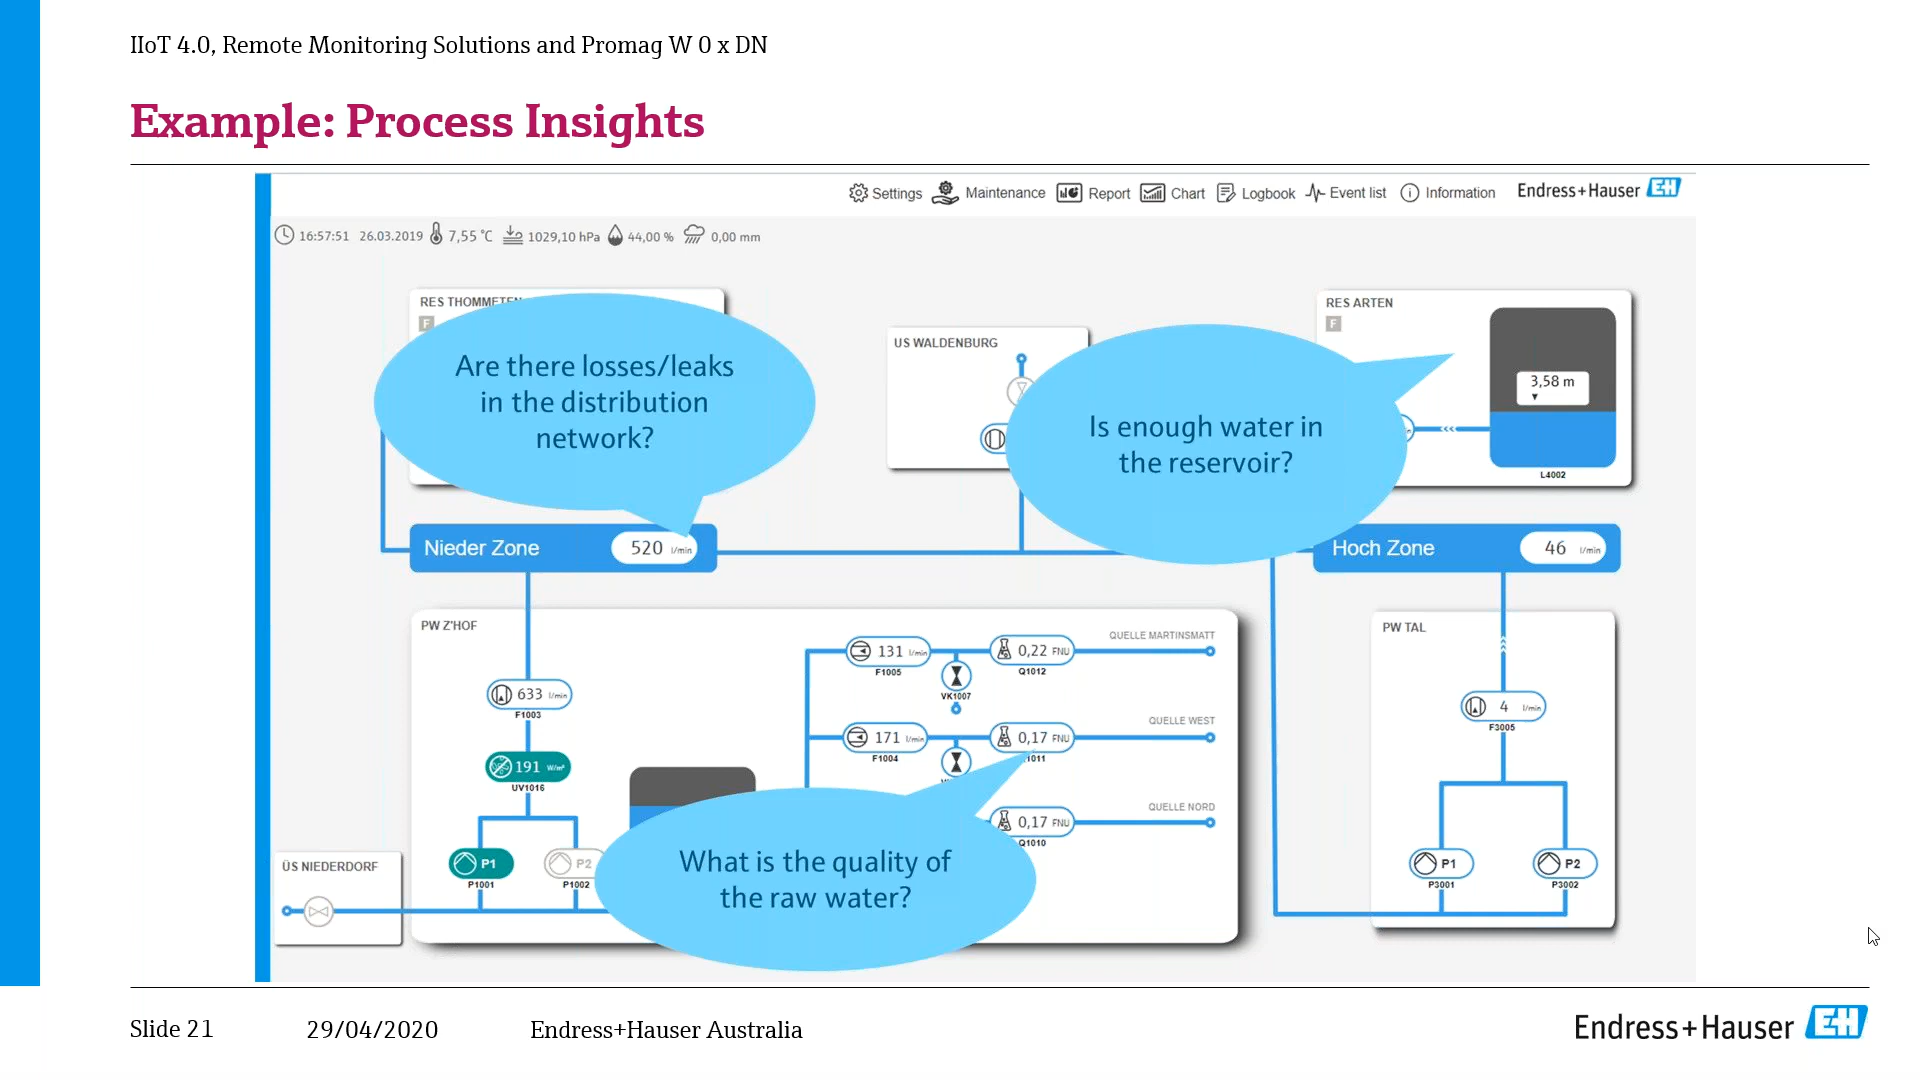 IIoT 4.0, Remote Monitoring Solutions and Promag W 0 x DN
Example: Process Insights
Settings Maintenance Report Chart Logbook Event list Information Endress+Hauser EH
16:57:51 26.03.2019 7,55 °C 1029,10 hPa 44,00 % 0,00 mm
RES THOMMETEN
F
Are there losses/leaks
in the distribution
network?
US WALDENBURG
Is enough water in
the reservoir?
RES ARTEN
F
3,58 m
L4002
Nieder Zone 520 l/min
Hoch Zone 46 l/min
PW Z'HOF
633 l/min
F1003
191 W/m²
UV1016
P1
P1001
P2
P1002
131 l/min
F1005
VK1007
0,22 FNU
Q1012
QUELLE MARTINSMATT
171 l/min
F1004
0,17 FNU
1011
QUELLE WEST
0,17 FNU
Q1010
QUELLE NORD
What is the quality of
the raw water?
ÜS NIEDERDORF
PW TAL
4 l/min
F3005
P1
P3001
P2
P3002
Slide 21 29/04/2020 Endress+Hauser Australia
Endress+Hauser EH